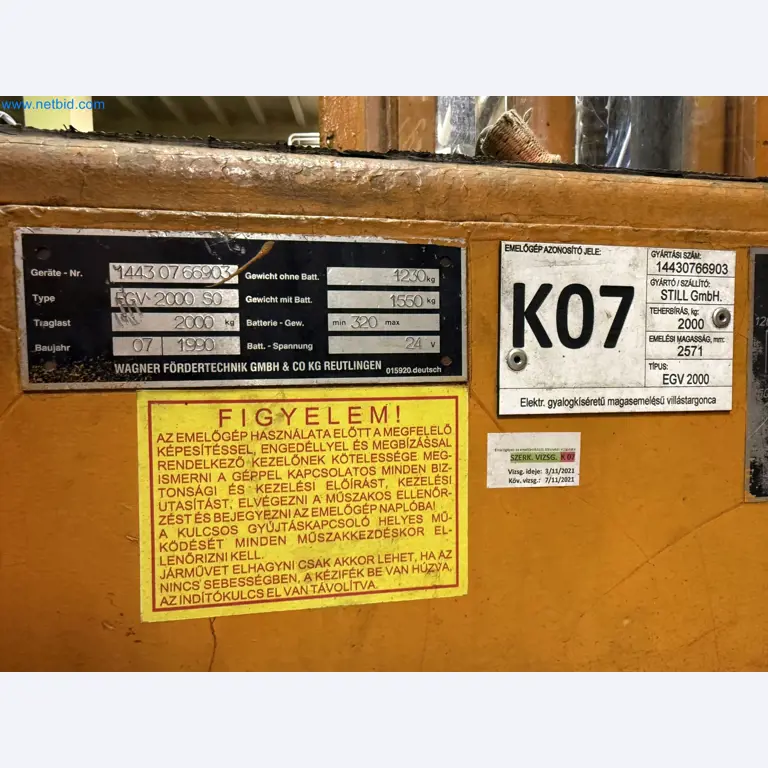 www.netbid.com
Geräte - Nr. 14430766903 Gewicht ohne Batt. 1230 kg
Type EGV 2000 SO Gewicht mit Batt. 1550 kg
Traglast 2000 kg Batterie - Gew. min 320 max
Baujahr 07 1990 Batt. - Spannung 24 v
WAGNER FÖRDERTECHNIK GMBH & CO KG REUTLINGEN 015920.deutsch
EMELŐGÉP AZONOSÍTÓ JELE:
K07
GYÁRTÁSI SZÁM:
14430766903
GYÁRTÓ / SZÁLLÍTÓ:
STILL GmbH.
TEHERBÍRÁS, kg:
2000
EMELÉSI MAGASSÁG, mm:
2571
TÍPUS:
EGV 2000
Elektr. gyalogkíséretű magasemelésű villástargonca
FIGYELEM!
AZ EMELŐGÉP HASZNÁLATA ELŐTT A MEGFELELŐ
KÉPESÍTÉSSEL, ENGEDÉLLYEL ÉS MEGBÍZÁSSAL
RENDELKEZŐ KEZELŐNEK KÖTELESSÉGE MEG-
ISMERNI A GÉPPEL KAPCSOLATOS MINDEN BIZ-
TONSÁGI ÉS KEZELÉSI ELŐÍRÁST, KEZELÉSI
UTASÍTÁST, ELVÉGEZNI A MŰSZAKOS ELLENŐR-
ZÉST ÉS BEJEGYEZNI AZ EMELŐGÉP NAPLÓBA!
A KULCSOS GYÚJTÁSKAPCSOLÓ HELYES MŰ-
KÖDÉSÉT MINDEN MŰSZAKKEZDÉSKOR EL-
LENŐRIZNI KELL.
JÁRMŰVET ELHAGYNI CSAK AKKOR LEHET, HA AZ
NINCS SEBESSÉGBEN, A KÉZIFÉK BE VAN HÚZVA,
AZ INDÍTÓKULCS EL VAN TÁVOLÍTVA.
SZERK. VIZSG. K 07
Vizsg. ideje: 3/11/2021
Köv. vizsg.: 7/11/2021